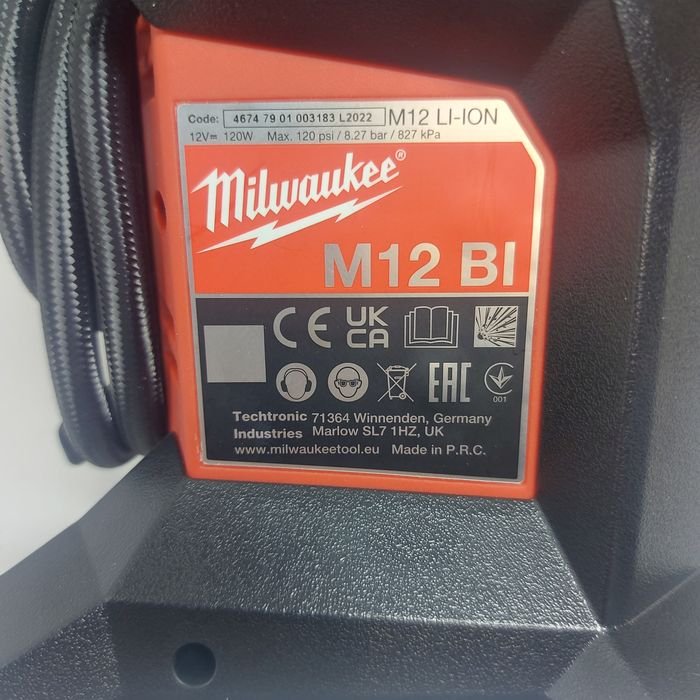 Code: 4674 79 01 003183 L2022 M12 LI-ION
12V⎓ 120W Max. 120 psi / 8.27 bar / 827 kPa
Milwaukee®
M12 BI
CE UK CA
EAC
001
Techtronic 71364 Winnenden, Germany
Industries Marlow SL7 1HZ, UK
www.milwaukeetool.eu Made in P.R.C.